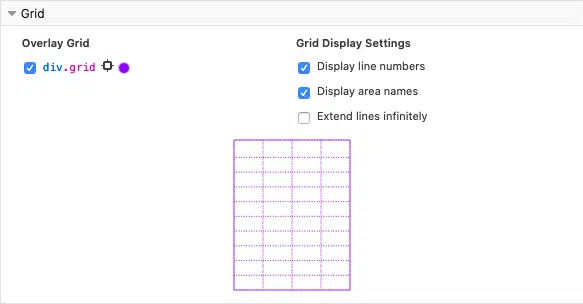 Grid
Overlay Grid
div.grid
Grid Display Settings
Display line numbers
Display area names
Extend lines infinitely